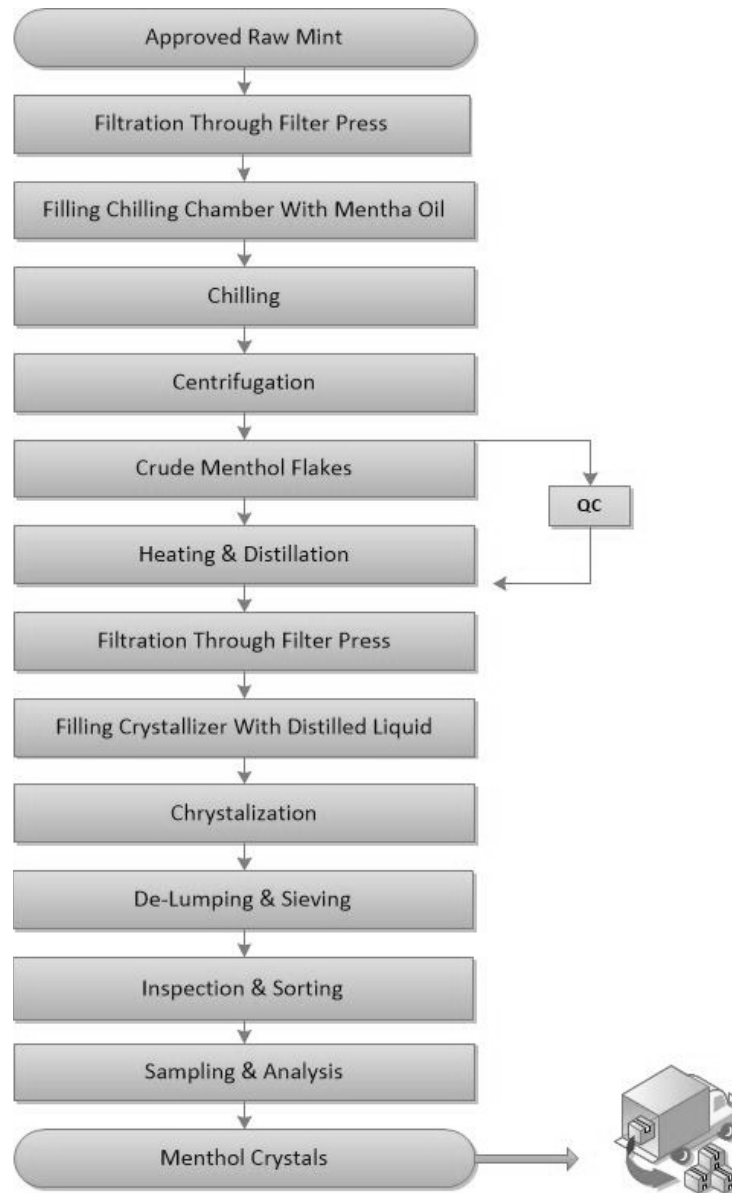 Approved Raw Mint
Filtration Through Filter Press
Filling Chilling Chamber With Mentha Oil
Chilling
Centrifugation
Crude Menthol Flakes
QC
Heating & Distillation
Filtration Through Filter Press
Filling Crystallizer With Distilled Liquid
Chrystalization
De-Lumping & Sieving
Inspection & Sorting
Sampling & Analysis
Menthol Crystals